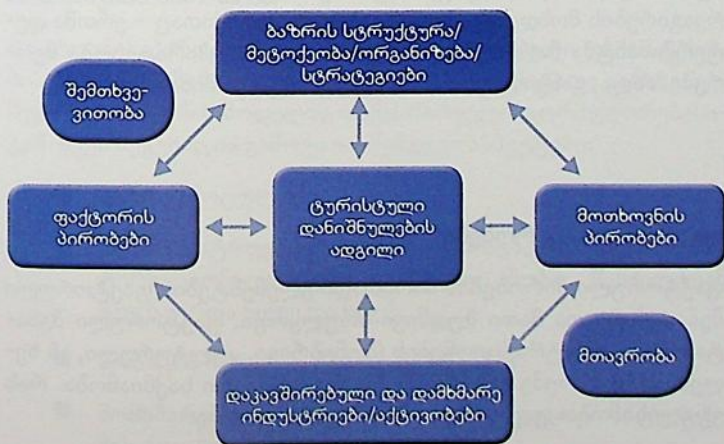 ბაზრის სტრუქტურა/
მეტოქეობა/ორგანიზება/
სტრატეგიები
შემთხვე-
ვითობა
ფაქტორის
პირობები
ტურისტული
დანიშნულების
ადგილი
მოთხოვნის
პირობები
მთავრობა
დაკავშირებული და დამხმარე
ინდუსტრიები/აქტივობები